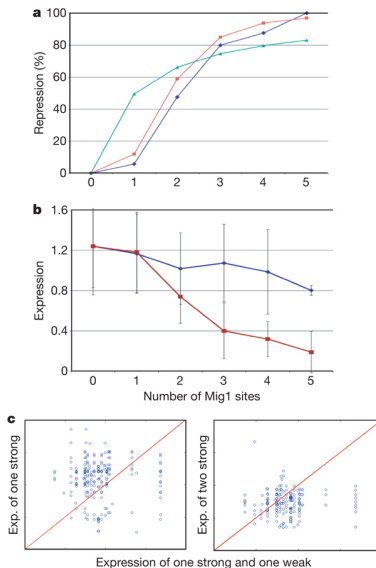 a
100
80
60
40
20
0
Repression (%)
0 1 2 3 4 5
b
1.6
1.2
0.8
0.4
0
Expression
0 1 2 3 4 5
Number of Mig1 sites
c
Exp. of one strong
Exp. of two strong
Expression of one strong and one weak